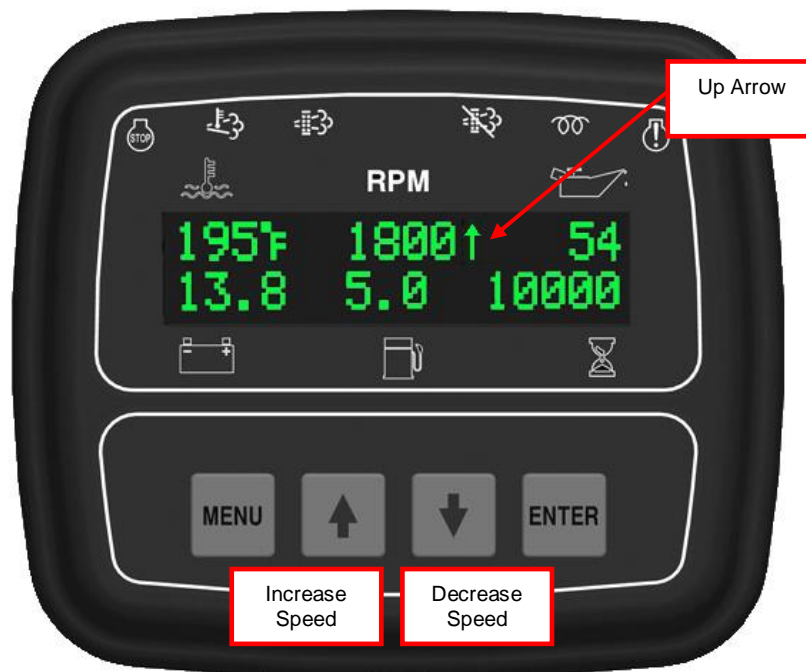 Up Arrow
STOP
RPM
195°F 1800↑ 54
13.8 5.0 10000
MENU ENTER
Increase
Speed
Decrease
Speed